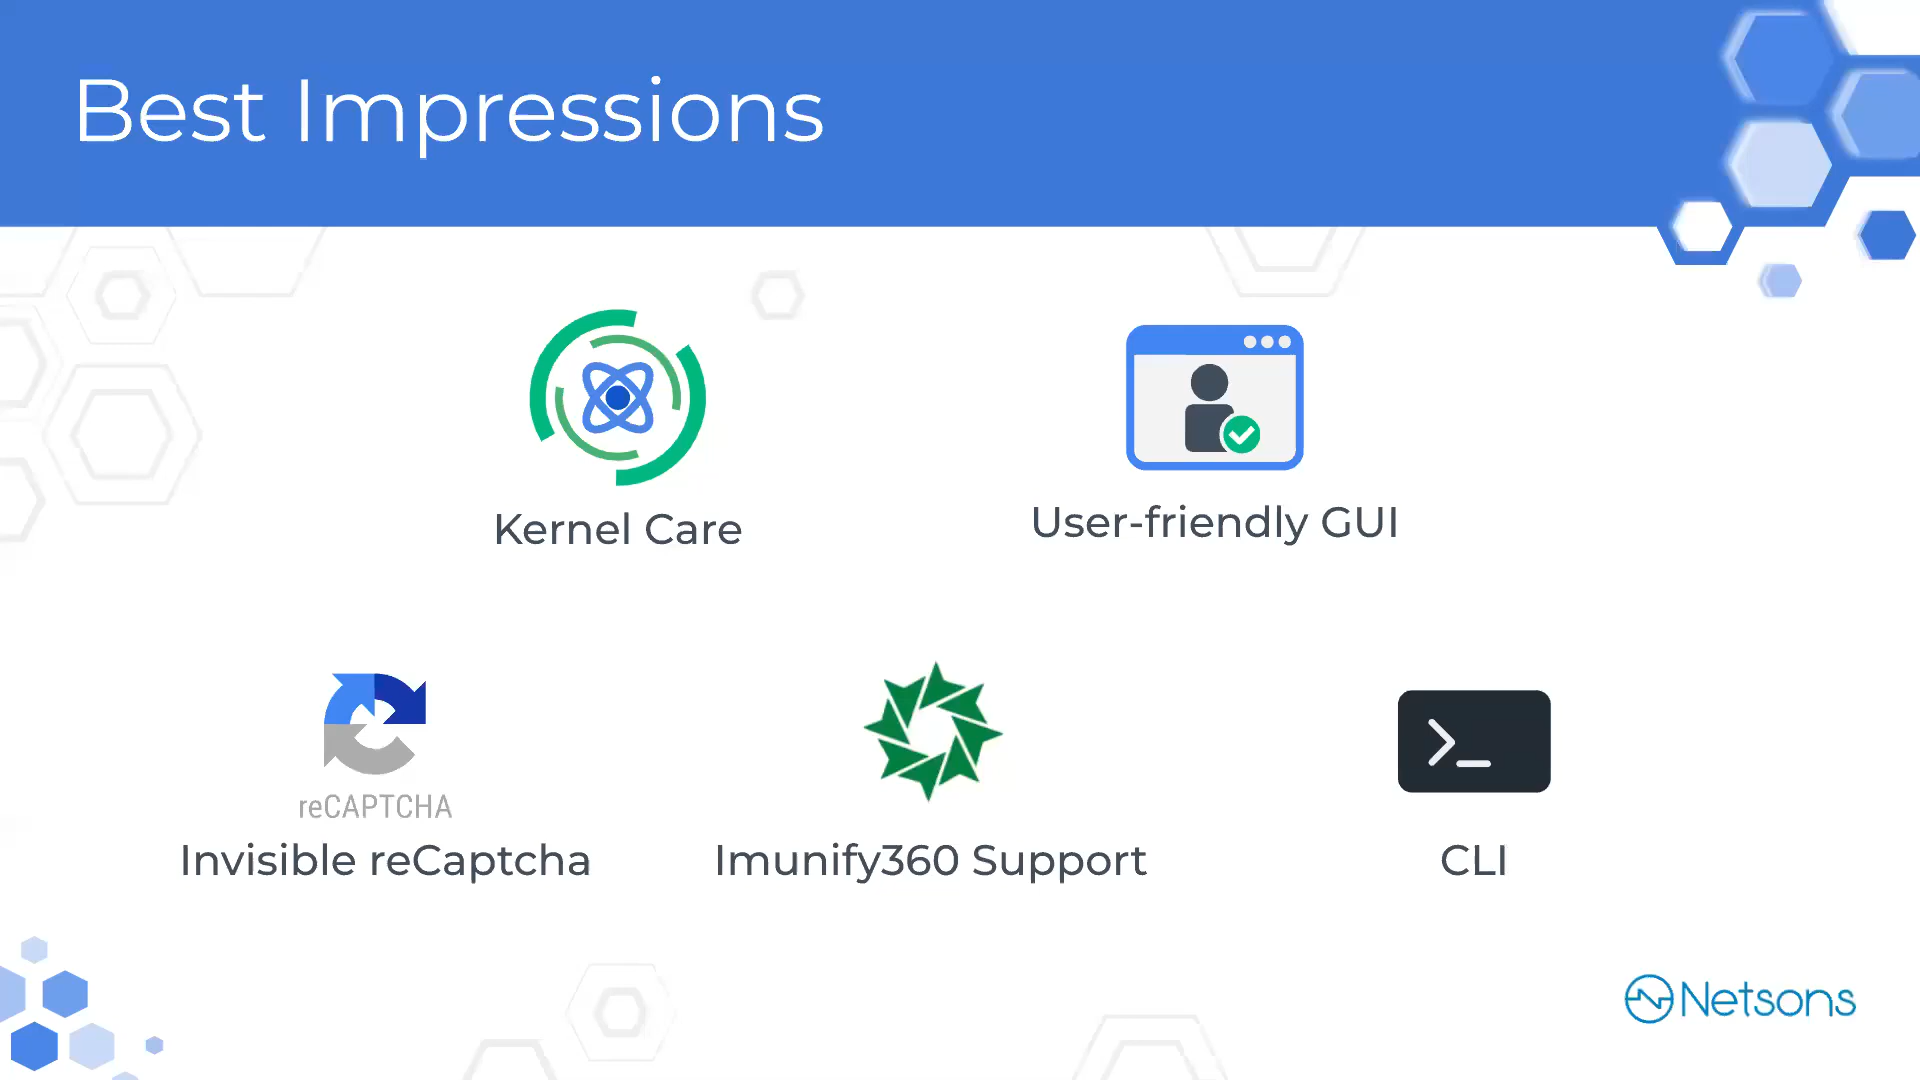 Best Impressions
Kernel Care
User-friendly GUI
reCAPTCHA
Invisible reCaptcha
Imunify360 Support
>_
CLI
Netsons